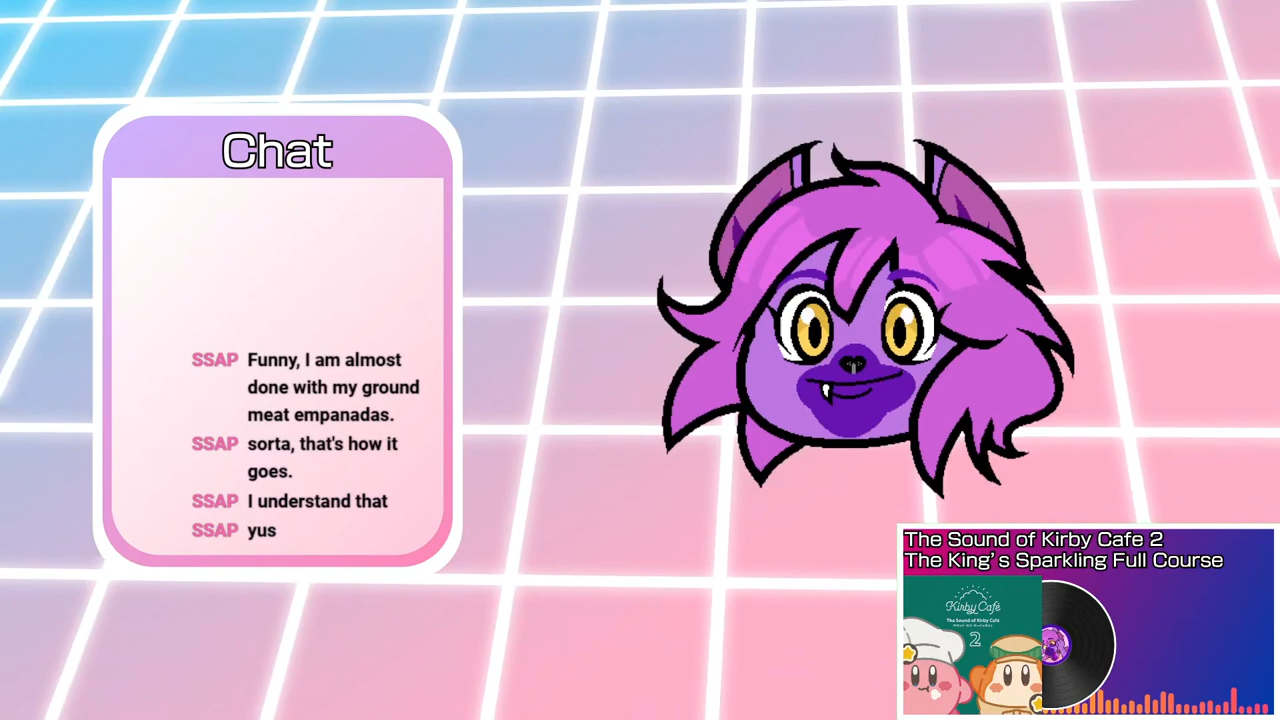 Chat
SSAP Funny, I am almost
done with my ground
meat empanadas.
SSAP sorta, that's how it
goes.
SSAP I understand that
SSAP yus
The Sound of Kirby Cafe 2
The King's Sparkling Full Course
Kirby Café
The Sound of Kirby Café
2